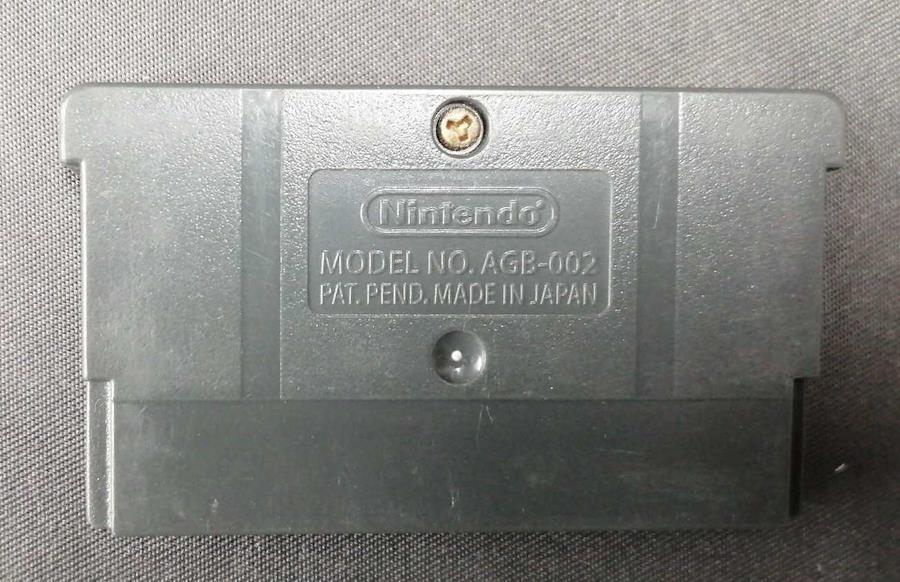 Nintendo
MODEL NO. AGB-002
PAT. PEND. MADE IN JAPAN